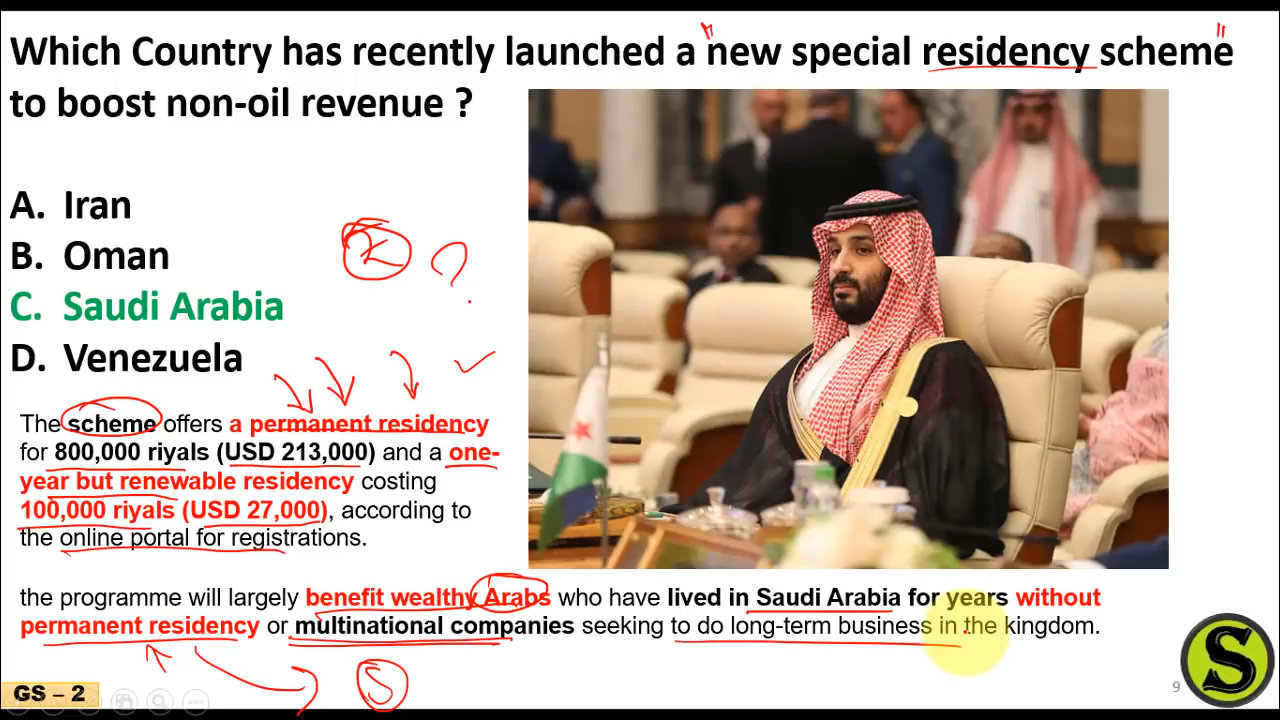 Which Country has recently launched a "new special residency scheme"
to boost non-oil revenue ?
A. Iran
B. Oman
C. Saudi Arabia
D. Venezuela
The scheme offers a permanent residency
for 800,000 riyals (USD 213,000) and a one-
year but renewable residency costing
100,000 riyals (USD 27,000), according to
the online portal for registrations.
the programme will largely benefit wealthy Arabs who have lived in Saudi Arabia for years without
permanent residency or multinational companies seeking to do long-term business in the kingdom.
S
GS – 2
9
S